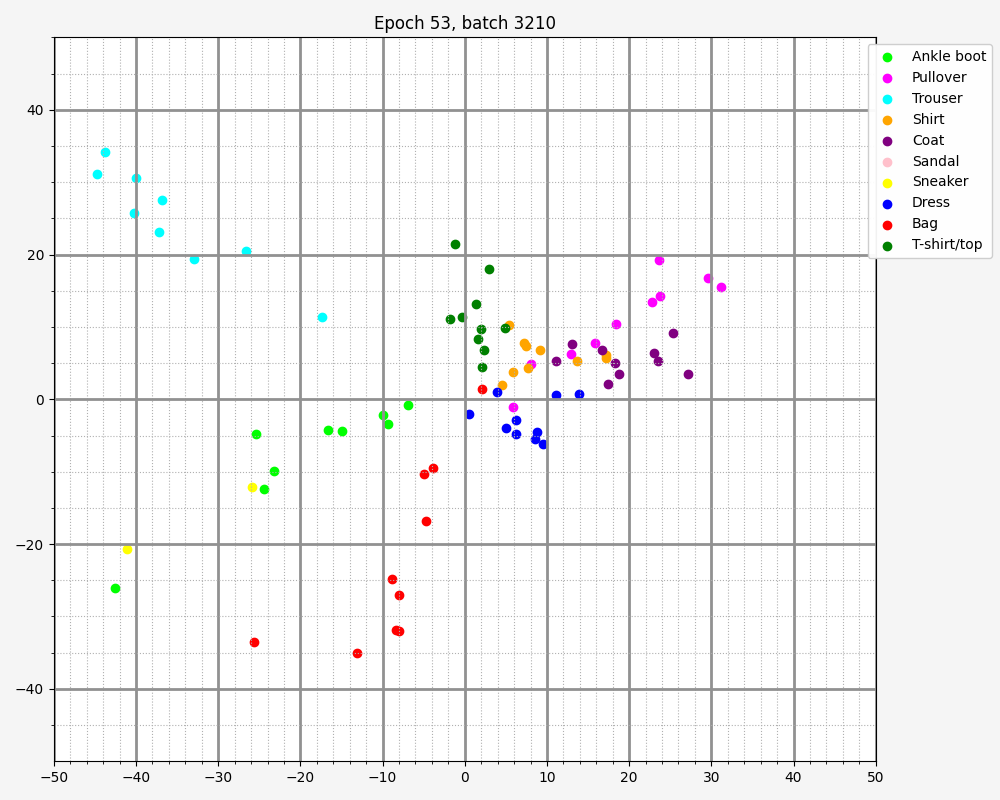 Epoch 53, batch 3210
Ankle boot
Pullover
Trouser
Shirt
Coat
Sandal
Sneaker
Dress
Bag
T-shirt/top
40
20
0
−20
−40
−50 −40 −30 −20 −10 0 10 20 30 40 50